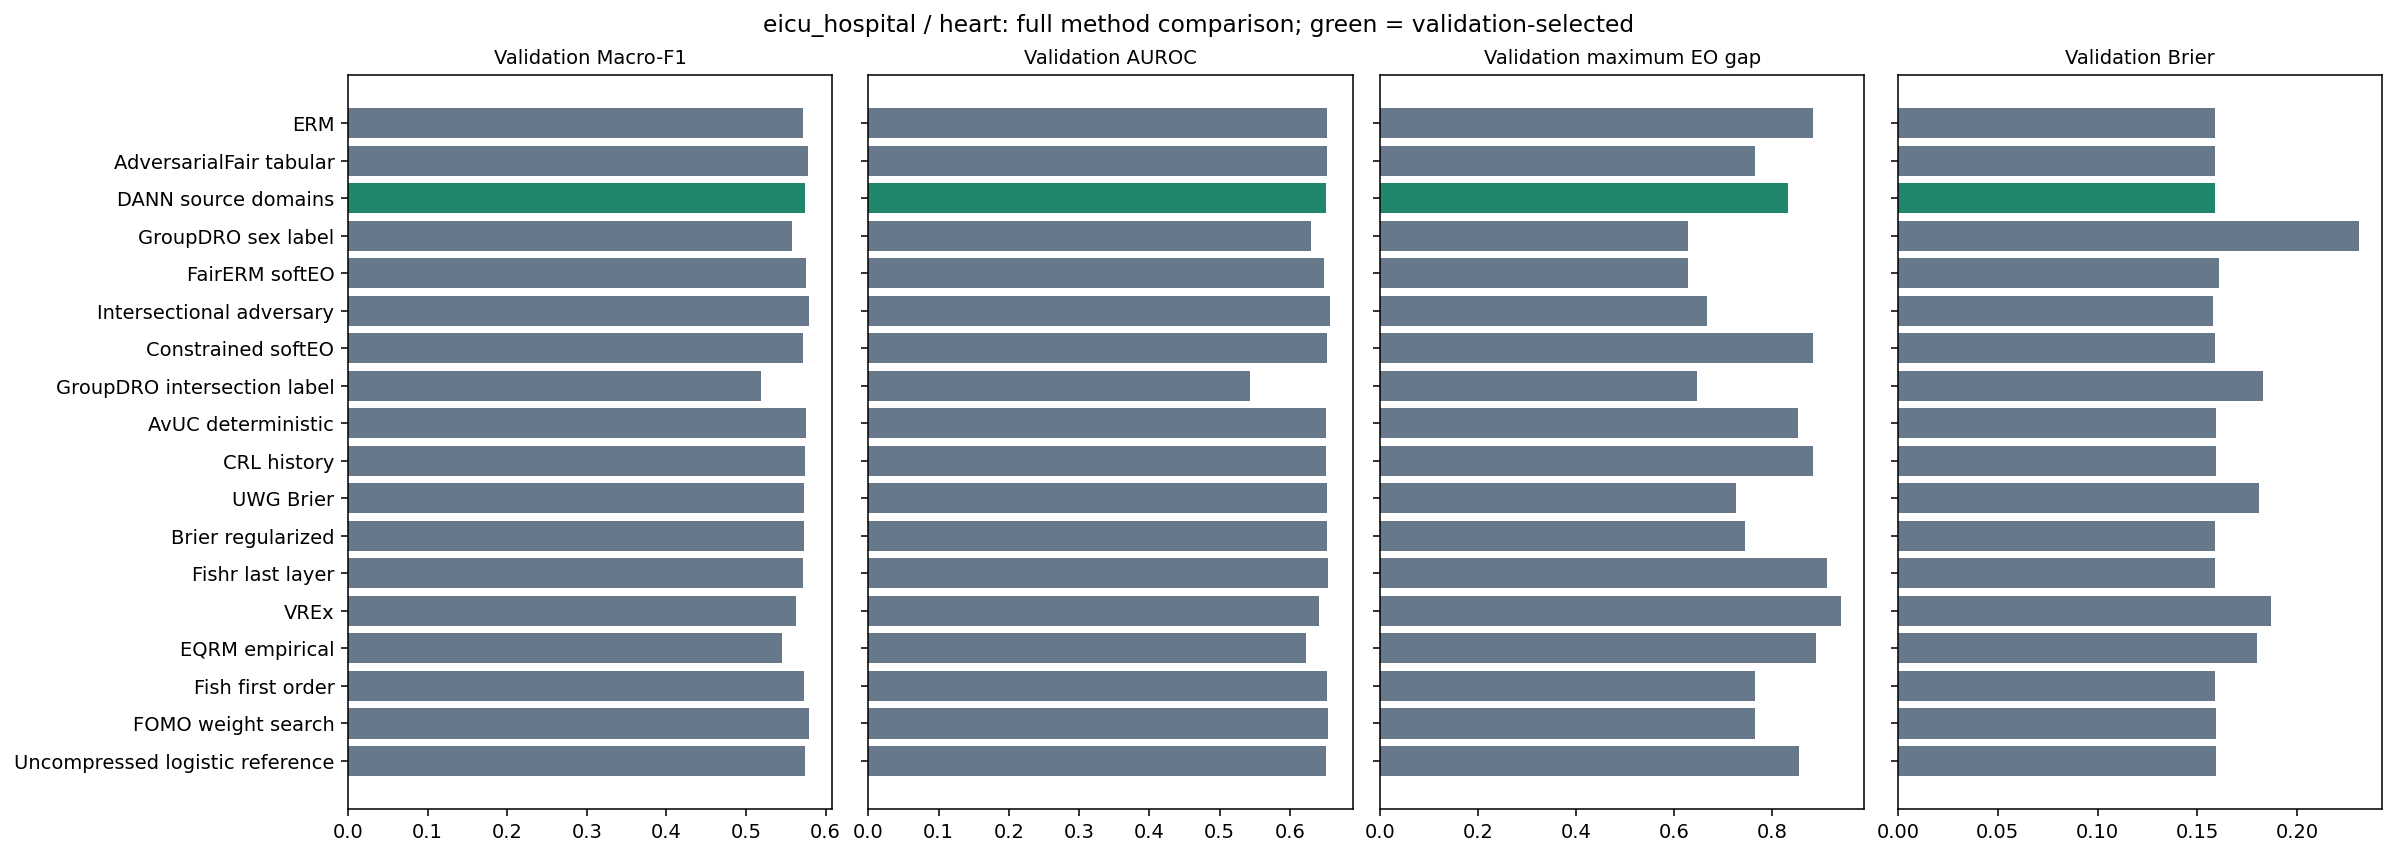 eicu_hospital / heart: full method comparison; green = validation-selected
Validation Macro-F1
Validation AUROC
Validation maximum EO gap
Validation Brier
ERM
AdversarialFair tabular
DANN source domains
GroupDRO sex label
FairERM softEO
Intersectional adversary
Constrained softEO
GroupDRO intersection label
AvUC deterministic
CRL history
UWG Brier
Brier regularized
Fishr last layer
VREx
EQRM empirical
Fish first order
FOMO weight search
Uncompressed logistic reference
0.0 0.1 0.2 0.3 0.4 0.5 0.6
0.0 0.1 0.2 0.3 0.4 0.5 0.6
0.0 0.2 0.4 0.6 0.8
0.00 0.05 0.10 0.15 0.20